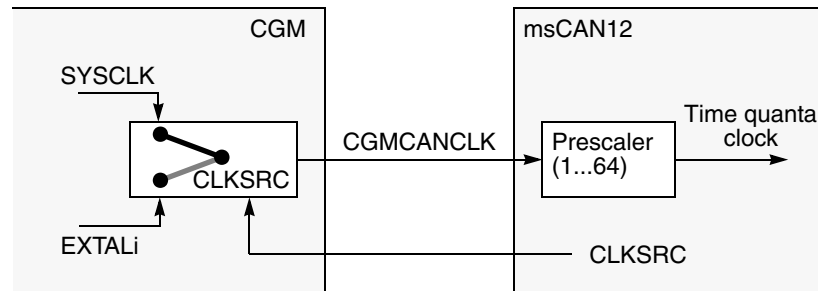 CGM
msCAN12
SYSCLK
CGMCANCLK
Prescaler
(1...64)
Time quanta
clock
CLKSRC
EXTALi
CLKSRC